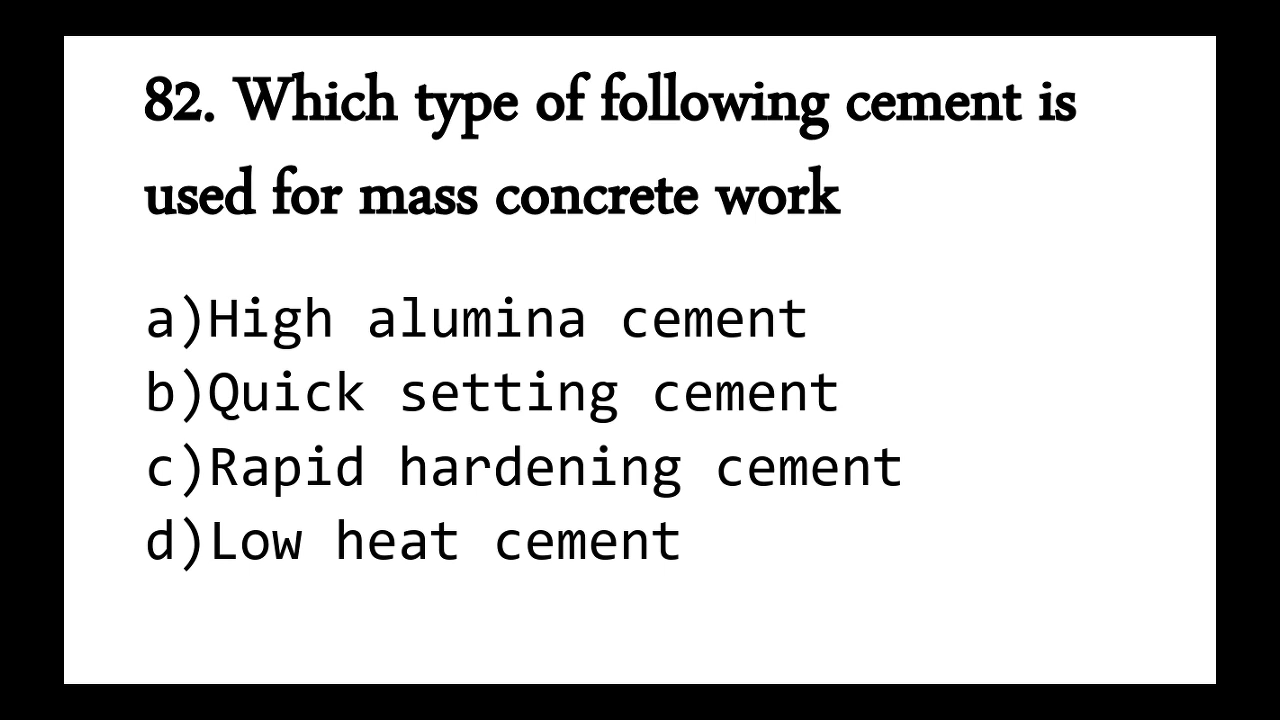 82. Which type of following cement is
used for mass concrete work
a)High alumina cement
b)Quick setting cement
c)Rapid hardening cement
d)Low heat cement